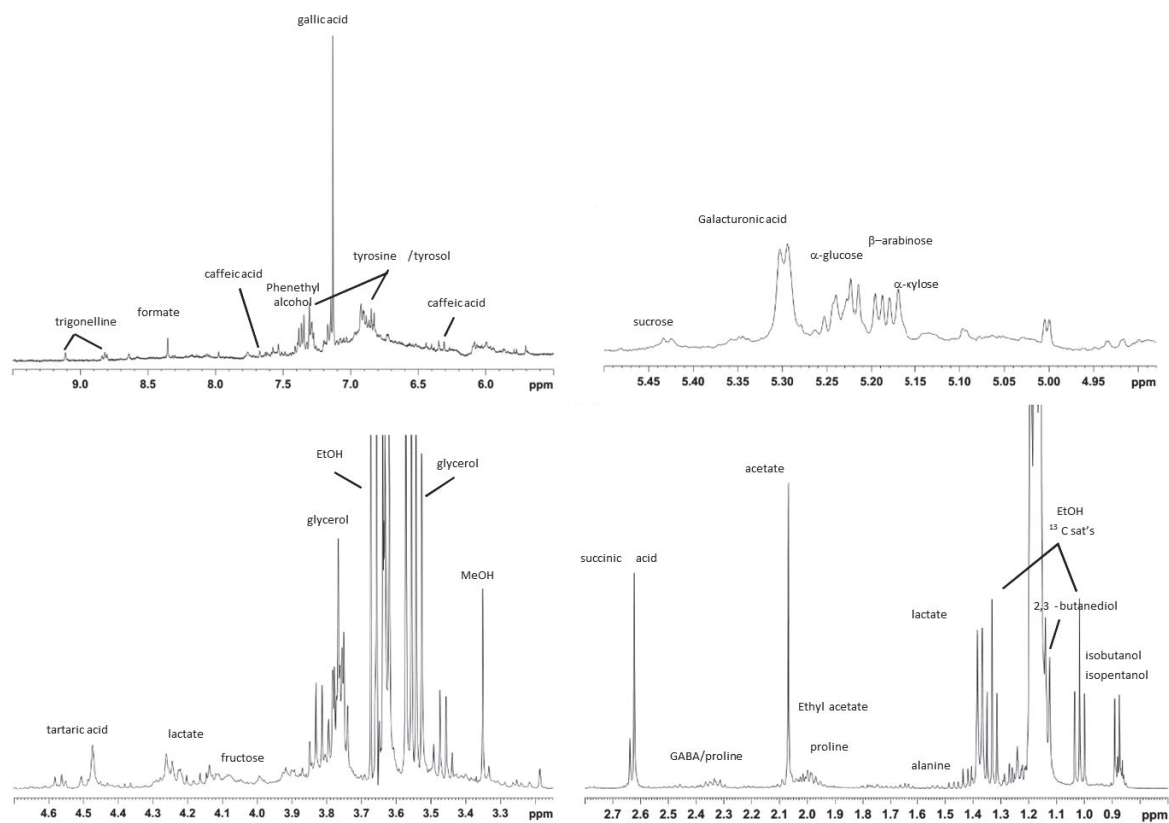 gallic acid
tyrosine /tyrosol
caffeic acid
Phenethyl
alcohol
caffeic acid
formate
trigonelline
9.0 8.5 8.0 7.5 7.0 6.5 6.0 ppm
Galacturonic acid
β–arabinose
α-glucose
α-xylose
sucrose
5.45 5.40 5.35 5.30 5.25 5.20 5.15 5.10 5.05 5.00 4.95 ppm
EtOH
glycerol
glycerol
MeOH
tartaric acid
lactate
fructose
4.6 4.5 4.4 4.3 4.2 4.1 4.0 3.9 3.8 3.7 3.6 3.5 3.4 3.3 ppm
acetate
EtOH
13 C sat's
succinic acid
2,3 -butanediol
lactate
isobutanol
isopentanol
Ethyl acetate
GABA/proline
proline
alanine
2.7 2.6 2.5 2.4 2.3 2.2 2.1 2.0 1.9 1.8 1.7 1.6 1.5 1.4 1.3 1.2 1.1 1.0 0.9 ppm